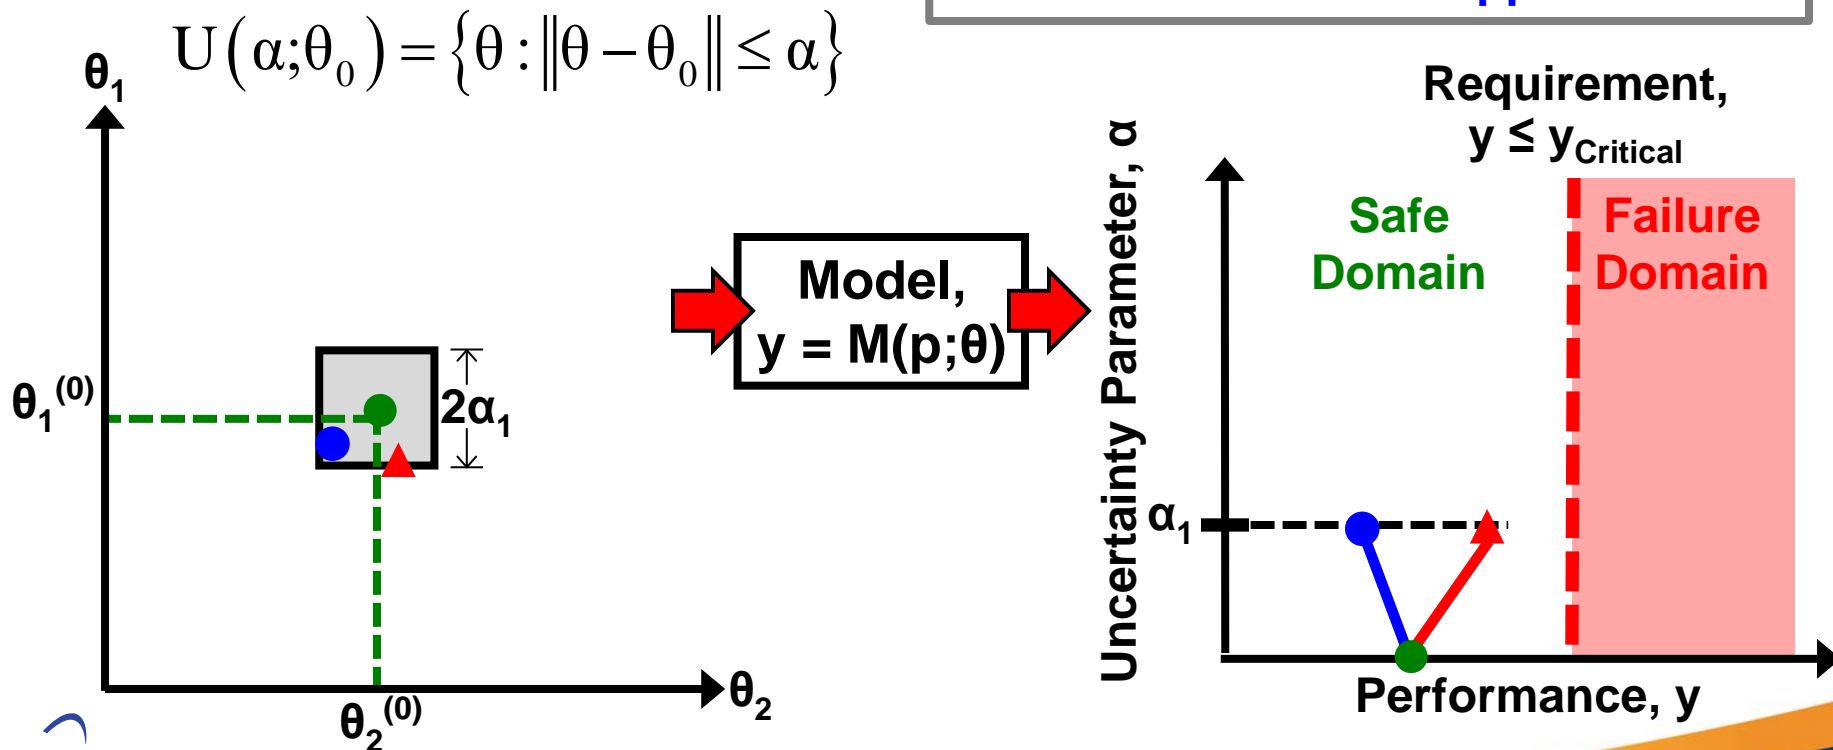 U(α;θ₀) = {θ : ‖θ − θ₀‖ ≤ α}
θ₁
θ₁⁽⁰⁾
2α₁
θ₂⁽⁰⁾
θ₂
Model,
y = M(p;θ)
Requirement,
y ≤ y_Critical
Uncertainty Parameter, α
Safe
Domain
Failure
Domain
α₁
Performance, y